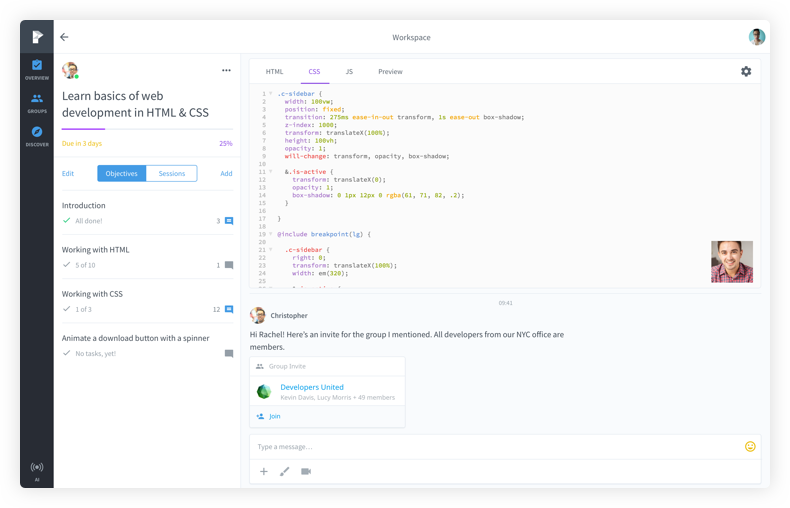 Workspace
OVERVIEW
GROUPS
DISCOVER
AI
Learn basics of web
development in HTML & CSS
Due in 3 days
25%
Edit
Objectives
Sessions
Add
Introduction
All done!
3
Working with HTML
5 of 10
1
Working with CSS
1 of 3
12
Animate a download button with a spinner
No tasks, yet!
HTML
CSS
JS
Preview
1 .c-sidebar {
2 width: 100vw;
3 position: fixed;
4 transition: 275ms ease-in-out transform, 1s ease-out box-shadow;
5 z-index: 1000;
6 transform: translateX(100%);
7 height: 100vh;
8 opacity: 1;
9 will-change: transform, opacity, box-shadow;
10
11 &.is-active {
12 transform: translateX(0);
13 opacity: 1;
14 box-shadow: 0 1px 12px 0 rgba(61, 71, 82, .2);
15 }
16
17 }
18
19 @include breakpoint(lg) {
20
21 .c-sidebar {
22 right: 0;
23 transform: translateX(100%);
24 width: em(320);
25
09:41
Christopher
Hi Rachel! Here's an invite for the group I mentioned. All developers from our NYC office are
members.
Group Invite
Developers United
Kevin Davis, Lucy Morris + 49 members
Join
Type a message...